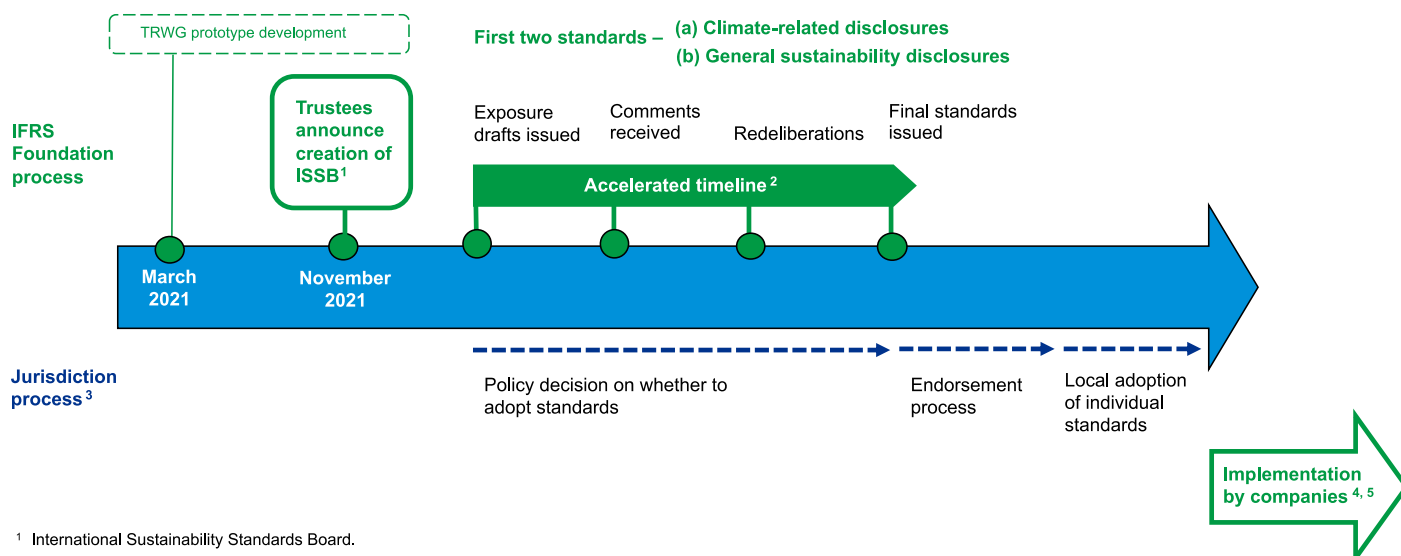 TRWG prototype development
First two standards – (a) Climate-related disclosures
(b) General sustainability disclosures
IFRS
Foundation
process
Trustees
announce
creation of
ISSB¹
Exposure
drafts issued
Comments
received
Redeliberations
Final standards
issued
Accelerated timeline ²
March
2021
November
2021
Jurisdiction
process ³
Policy decision on whether to
adopt standards
Endorsement
process
Local adoption
of individual
standards
Implementation
by companies ⁴, ⁵
¹ International Sustainability Standards Board.